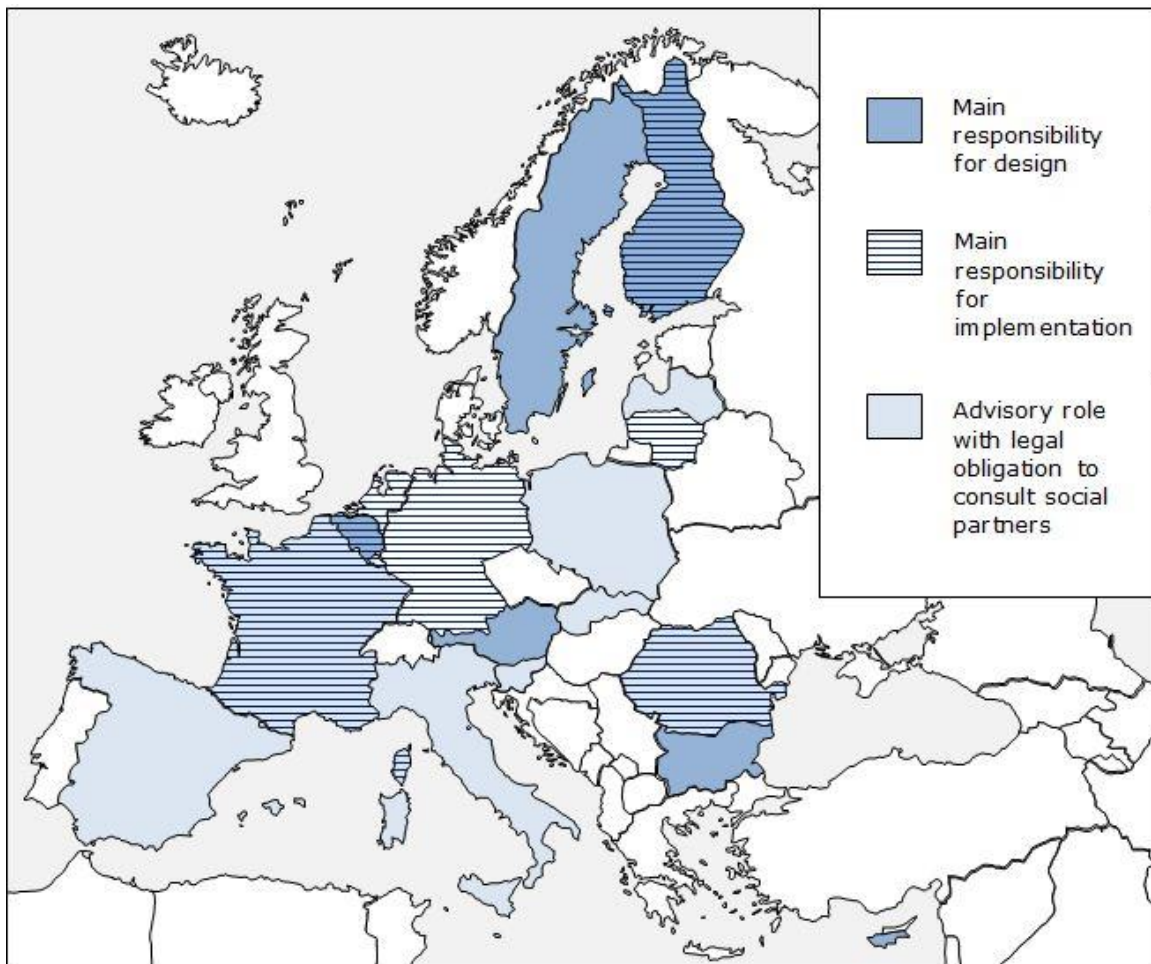 Main
responsibility
for design
Main
responsibility
for
implementation
Advisory role
with legal
obligation to
consult social
partners